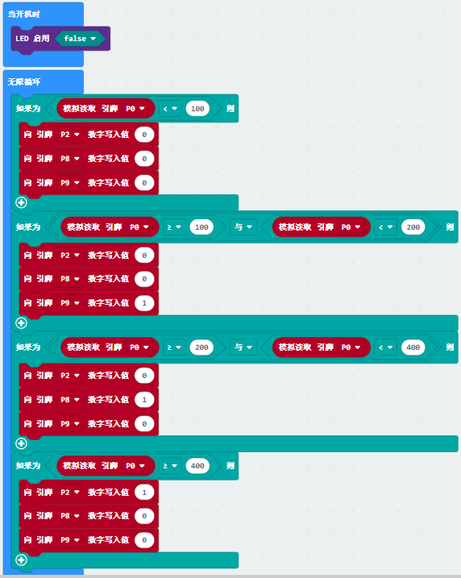 当开机时
LED 启用 false
无限循环
如果为 模拟读取 引脚 P0 < 100 则
向 引脚 P2 数字写入值 0
向 引脚 P8 数字写入值 0
向 引脚 P9 数字写入值 0
如果为 模拟读取 引脚 P0 ≥ 100 与 模拟读取 引脚 P0 < 200 则
向 引脚 P2 数字写入值 0
向 引脚 P8 数字写入值 0
向 引脚 P9 数字写入值 1
如果为 模拟读取 引脚 P0 ≥ 200 与 模拟读取 引脚 P0 < 400 则
向 引脚 P2 数字写入值 0
向 引脚 P8 数字写入值 1
向 引脚 P9 数字写入值 0
如果为 模拟读取 引脚 P0 ≥ 400 则
向 引脚 P2 数字写入值 1
向 引脚 P8 数字写入值 0
向 引脚 P9 数字写入值 0